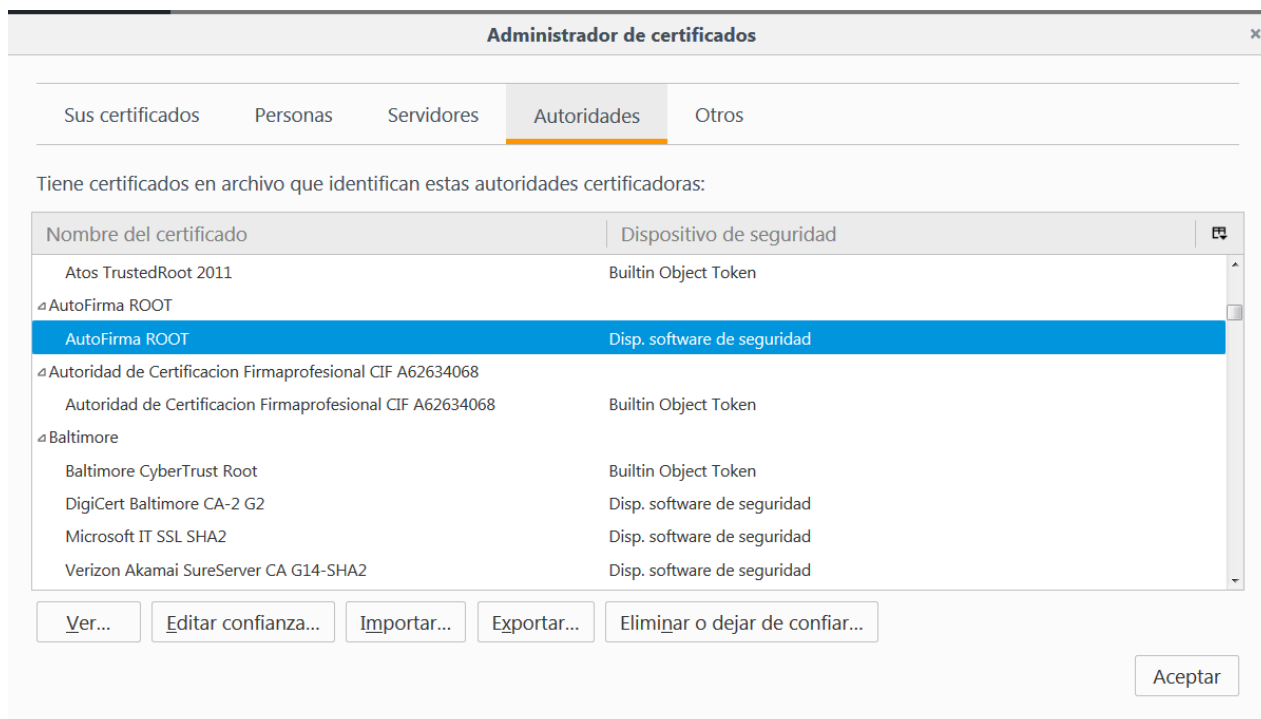 Administrador de certificados
Sus certificados Personas Servidores Autoridades Otros
Tiene certificados en archivo que identifican estas autoridades certificadoras:
Nombre del certificado Dispositivo de seguridad
Atos TrustedRoot 2011 Builtin Object Token
AutoFirma ROOT
AutoFirma ROOT Disp. software de seguridad
Autoridad de Certificacion Firmaprofesional CIF A62634068
Autoridad de Certificacion Firmaprofesional CIF A62634068 Builtin Object Token
Baltimore
Baltimore CyberTrust Root Builtin Object Token
DigiCert Baltimore CA-2 G2 Disp. software de seguridad
Microsoft IT SSL SHA2 Disp. software de seguridad
Verizon Akamai SureServer CA G14-SHA2 Disp. software de seguridad
Ver... Editar confianza... Importar... Exportar... Eliminar o dejar de confiar...
Aceptar